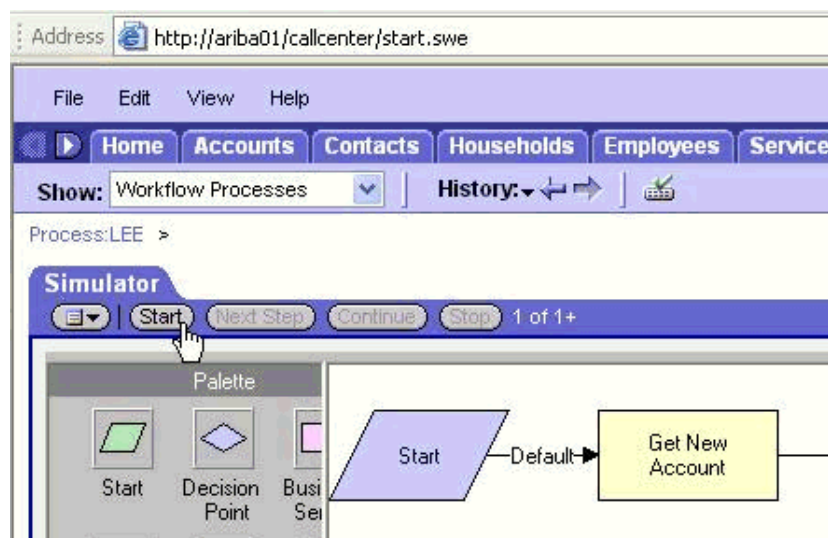 Address http://ariba01/callcenter/start.swe
File Edit View Help
Home Accounts Contacts Households Employees Service
Show: Workflow Processes History:
Process:LEE >
Simulator
Start Next Step Continue Stop 1 of 1+
Palette
Start Default Get New
Account
Start Decision
Point Busi
Ser